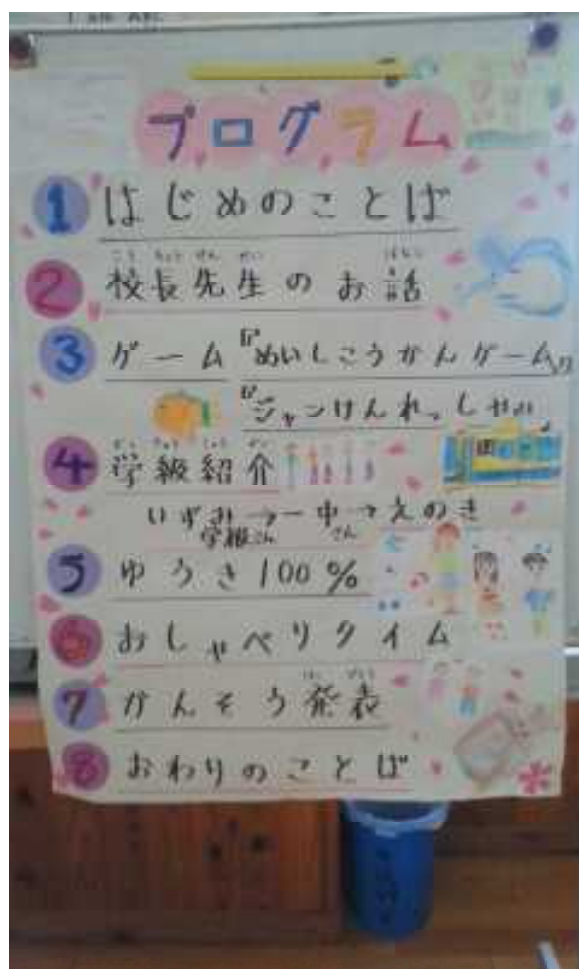 プログラム
1 はじめのことば
2 校長先生のお話
3 ゲーム 『めいしこうかんゲーム』
『ジャンけんれっしゃ』
4 学級紹介
いずみ学級さん→一中さん→えのき
5 ゆうき100%
6 おしゃべりタイム
7 かんそう発表
8 おわりのことば